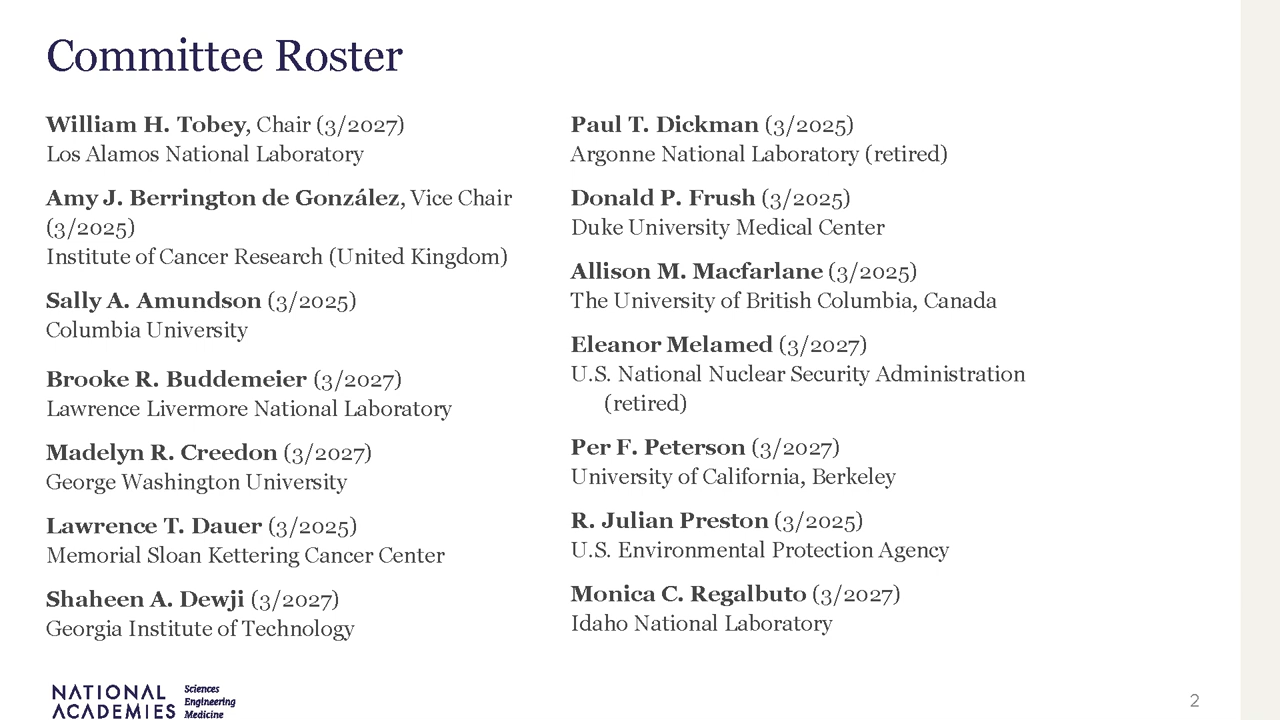 Committee Roster
William H. Tobey, Chair (3/2027)
Los Alamos National Laboratory
Amy J. Berrington de González, Vice Chair
(3/2025)
Institute of Cancer Research (United Kingdom)
Sally A. Amundson (3/2025)
Columbia University
Brooke R. Buddemeier (3/2027)
Lawrence Livermore National Laboratory
Madelyn R. Creedon (3/2027)
George Washington University
Lawrence T. Dauer (3/2025)
Memorial Sloan Kettering Cancer Center
Shaheen A. Dewji (3/2027)
Georgia Institute of Technology
Paul T. Dickman (3/2025)
Argonne National Laboratory (retired)
Donald P. Frush (3/2025)
Duke University Medical Center
Allison M. Macfarlane (3/2025)
The University of British Columbia, Canada
Eleanor Melamed (3/2027)
U.S. National Nuclear Security Administration
(retired)
Per F. Peterson (3/2027)
University of California, Berkeley
R. Julian Preston (3/2025)
U.S. Environmental Protection Agency
Monica C. Regalbuto (3/2027)
Idaho National Laboratory
NATIONAL
ACADEMIES
Sciences
Engineering
Medicine
2